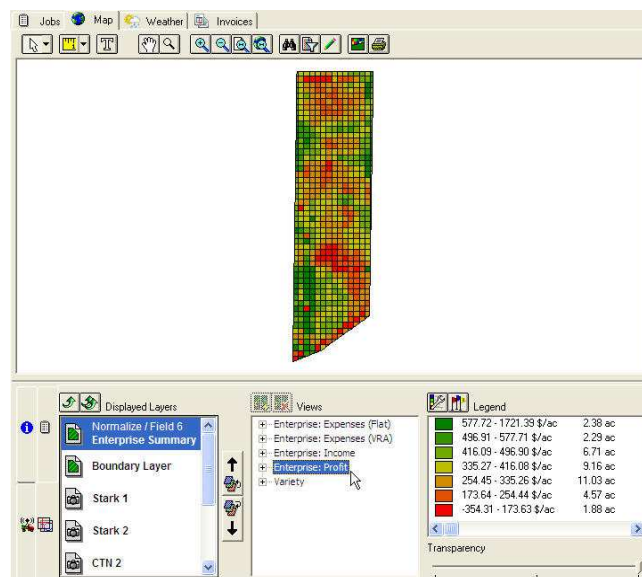 Jobs Map Weather Invoices
T
Displayed Layers
Normalize / Field 6
Enterprise Summary
Boundary Layer
Stark 1
Stark 2
CTN 2
Views
Enterprise: Expenses (Flat)
Enterprise: Expenses (VRA)
Enterprise: Income
Enterprise: Profit
Variety
Legend
577.72 - 1721.39 $/ac 2.38 ac
496.91 - 577.71 $/ac 2.29 ac
416.09 - 496.90 $/ac 6.71 ac
335.27 - 416.08 $/ac 9.16 ac
254.45 - 335.26 $/ac 11.03 ac
173.64 - 254.44 $/ac 4.57 ac
-354.31 - 173.63 $/ac 1.88 ac
Transparency